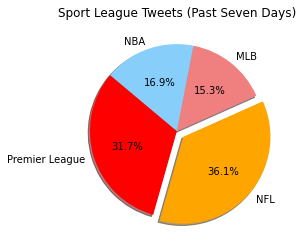 Sport League Tweets (Past Seven Days)
NBA
MLB
16.9%
15.3%
31.7%
Premier League
36.1%
NFL